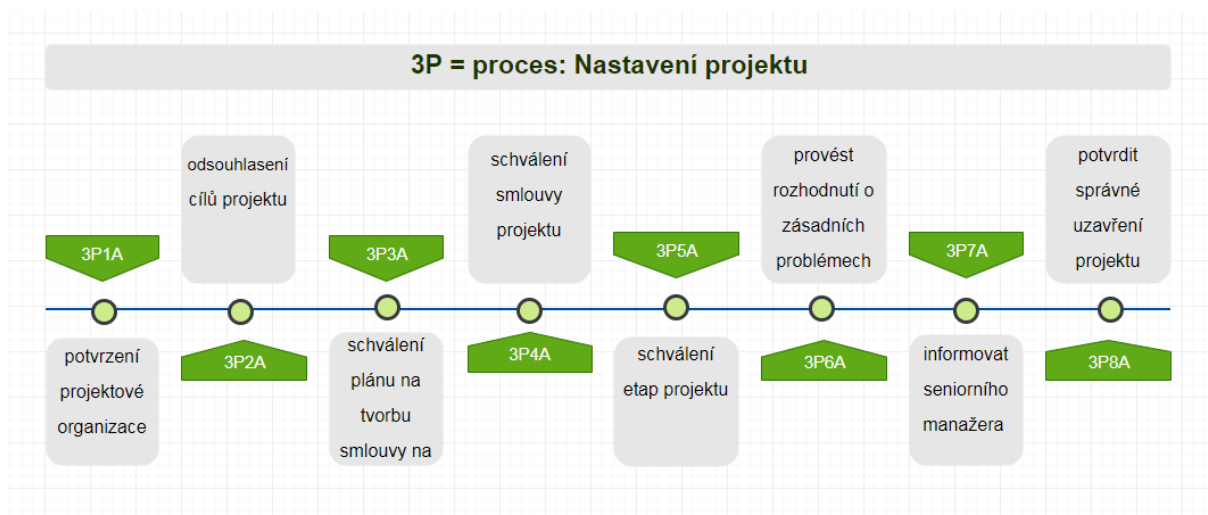 3P = proces: Nastavení projektu
3P1A
potvrzení
projektové
organizace
odsouhlasení
cílů projektu
3P2A
3P3A
schválení
plánu na
tvorbu
smlouvy na
schválení
smlouvy
projektu
3P4A
3P5A
schválení
etap projektu
provést
rozhodnutí o
zásadních
problémech
3P6A
3P7A
informovat
seniorního
manažera
potvrdit
správné
uzavření
projektu
3P8A